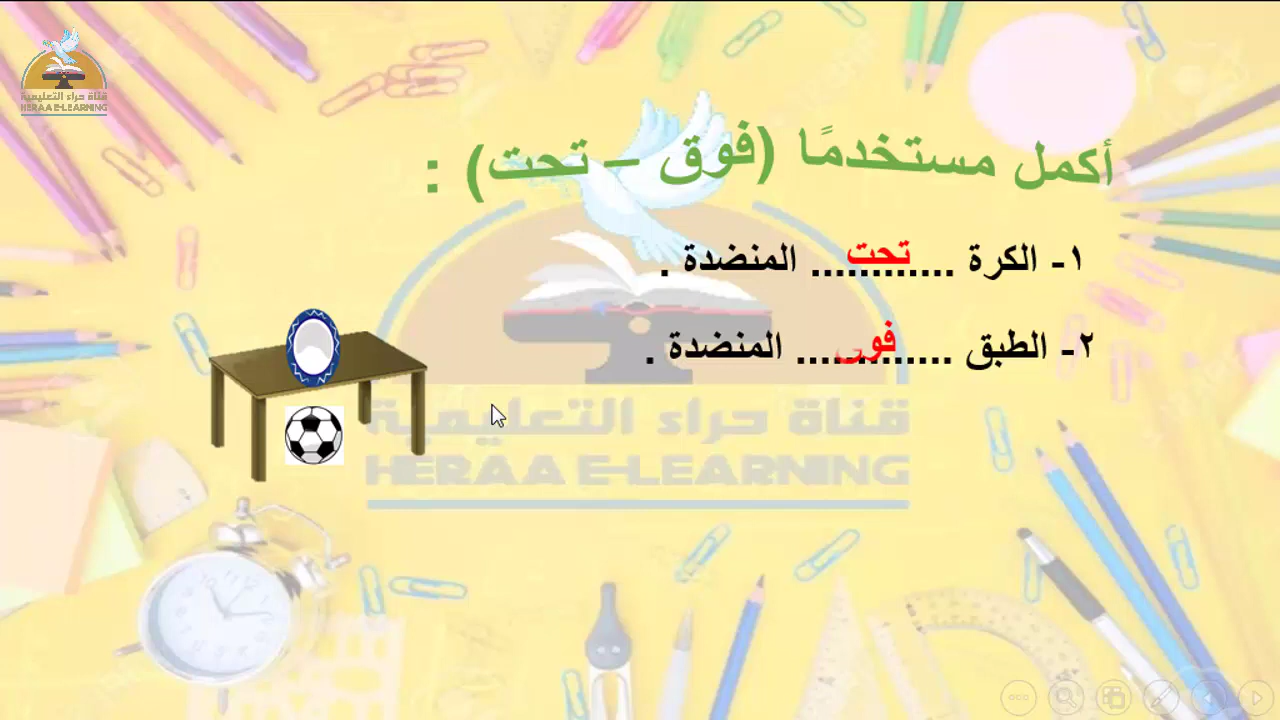 قناة حراء التعليمية
HERAA E-LEARNING
أكمل مستخدمًا (فوق – تحت) :
١- الكرة ............ تحت المنضدة .
٢- الطبق ............. فوق المنضدة .
قناة حراء التعليمية
HERAA E-LEARNING